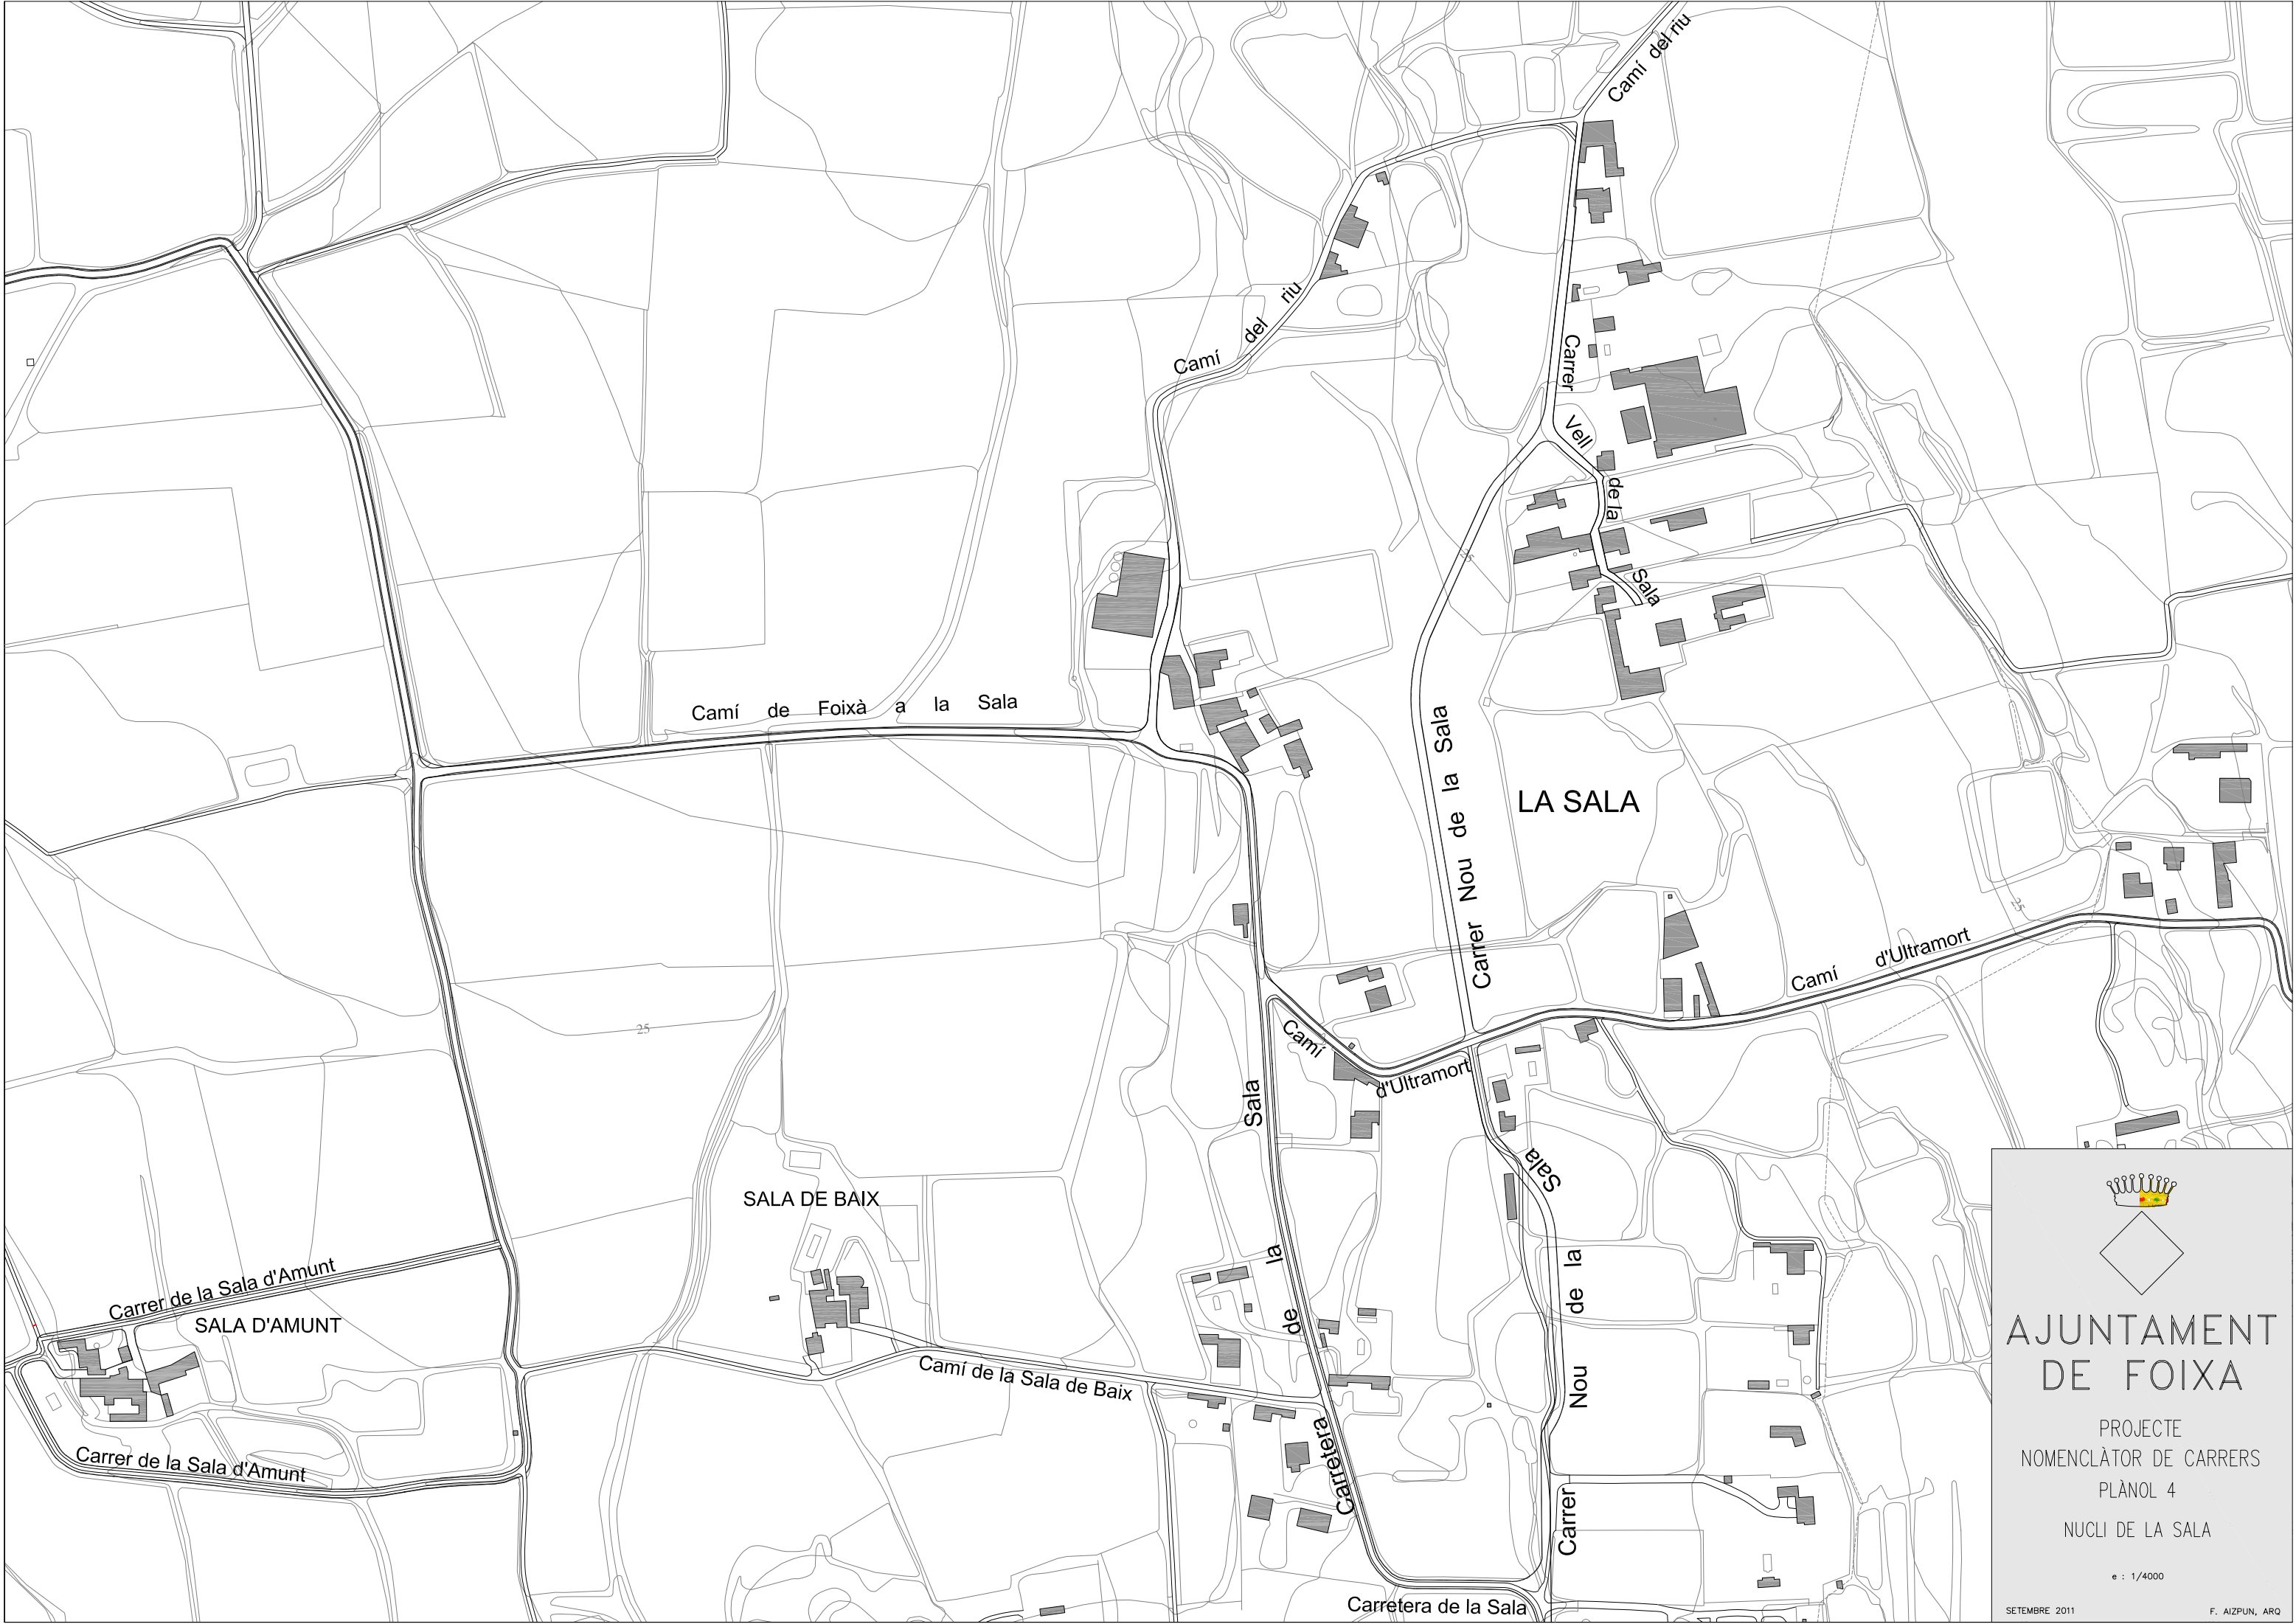 Camí del riu
Camí del riu
Carrer Vell de la Sala
25
Camí de Foixà a la Sala
Carrer Nou de la Sala
LA SALA
25
Camí d'Ultramort
25
Camí d'Ultramort
Carretera de la Sala
SALA DE BAIX
Carrer Nou de la Sala
Carrer de la Sala d'Amunt
SALA D'AMUNT
Camí de la Sala de Baix
Carrer de la Sala d'Amunt
Carretera de la Sala
AJUNTAMENT
DE FOIXA
PROJECTE
NOMENCLÀTOR DE CARRERS
PLÀNOL 4
NUCLI DE LA SALA
e : 1/4000
SETEMBRE 2011
F. AIZPUN, ARQ